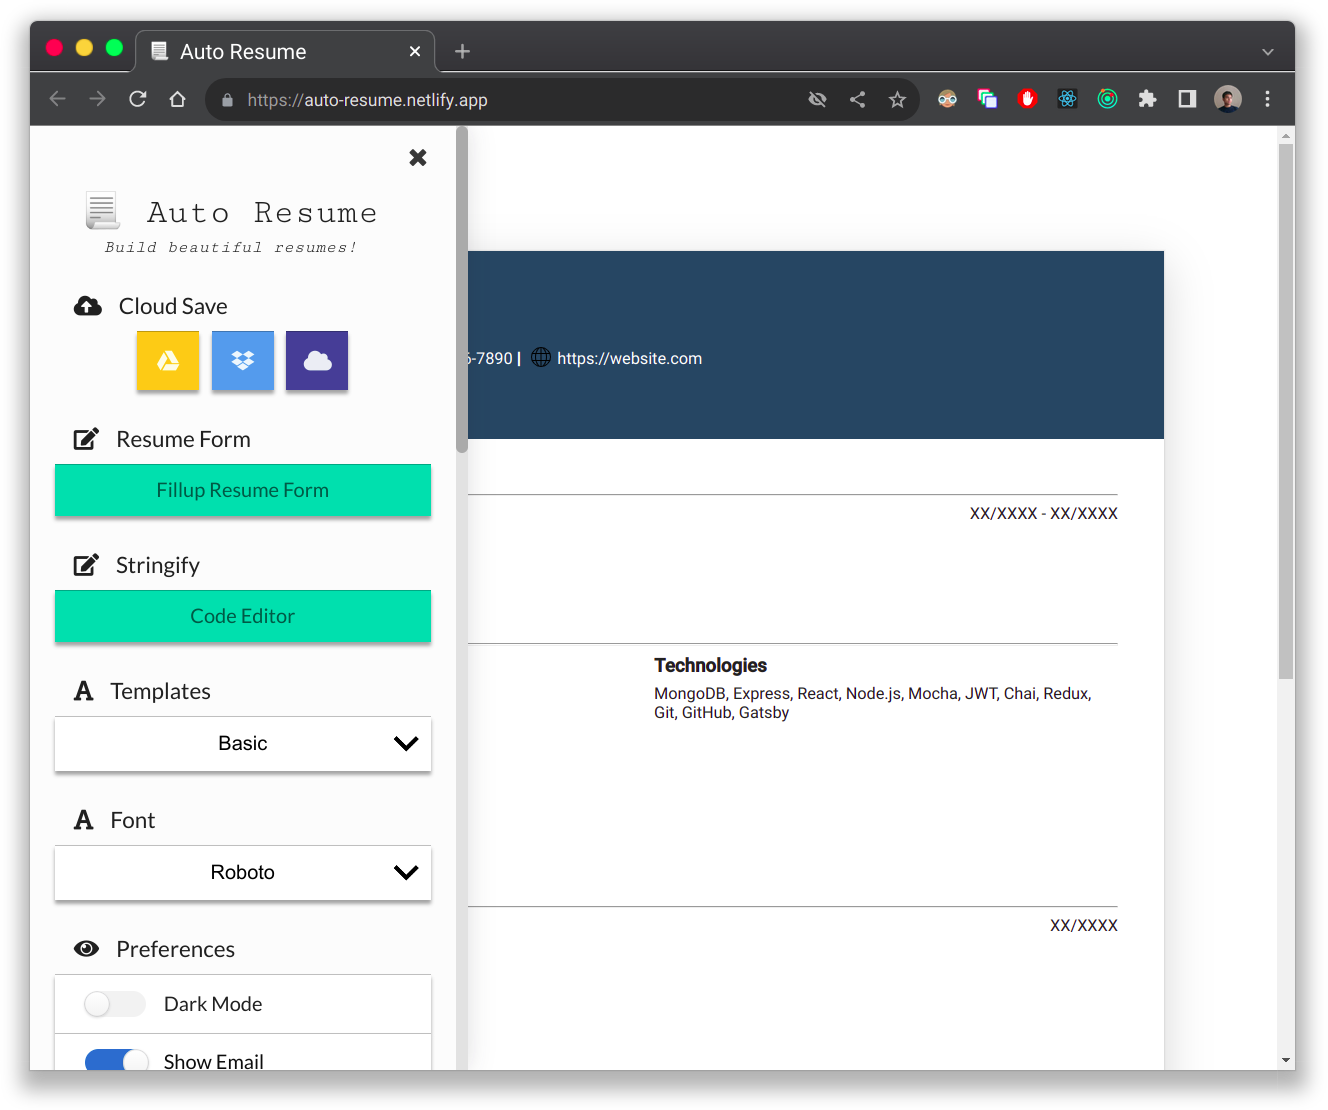 Auto Resume
https://auto-resume.netlify.app
Auto Resume
Build beautiful resumes!
Cloud Save
Resume Form
Fillup Resume Form
Stringify
Code Editor
Templates
Basic
Font
Roboto
Preferences
Dark Mode
Show Email
6-7890 | https://website.com
XX/XXXX - XX/XXXX
Technologies
MongoDB, Express, React, Node.js, Mocha, JWT, Chai, Redux,
Git, GitHub, Gatsby
XX/XXXX